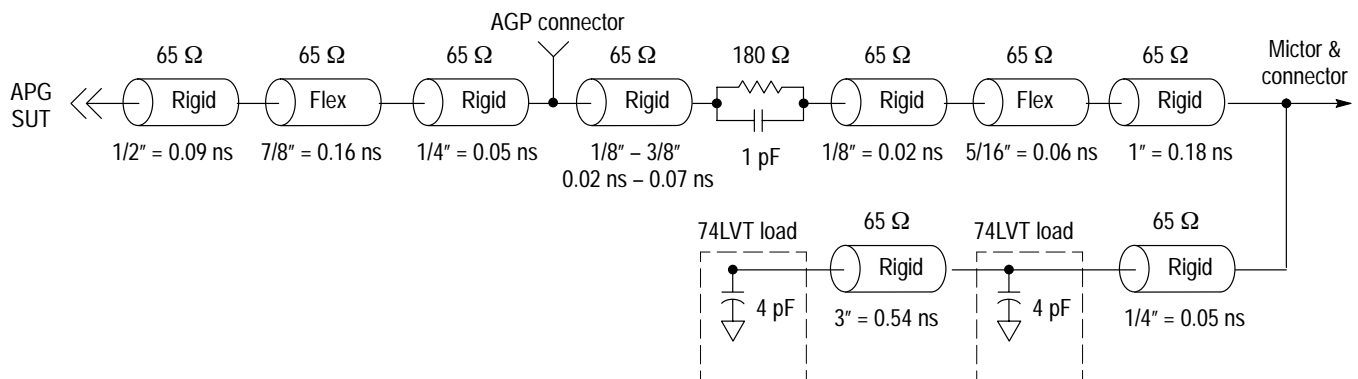 AGP connector
65 Ω 65 Ω 65 Ω 65 Ω 180 Ω 65 Ω 65 Ω 65 Ω
Mictor &
connector
APG
SUT
Rigid Flex Rigid Rigid Rigid Flex Rigid
1/2″ = 0.09 ns 7/8″ = 0.16 ns 1/4″ = 0.05 ns 1/8″ – 3/8″ 1 pF 1/8″ = 0.02 ns 5/16″ = 0.06 ns 1″ = 0.18 ns
0.02 ns – 0.07 ns
74LVT load 65 Ω 74LVT load 65 Ω
Rigid Rigid
4 pF 3″ = 0.54 ns 4 pF 1/4″ = 0.05 ns